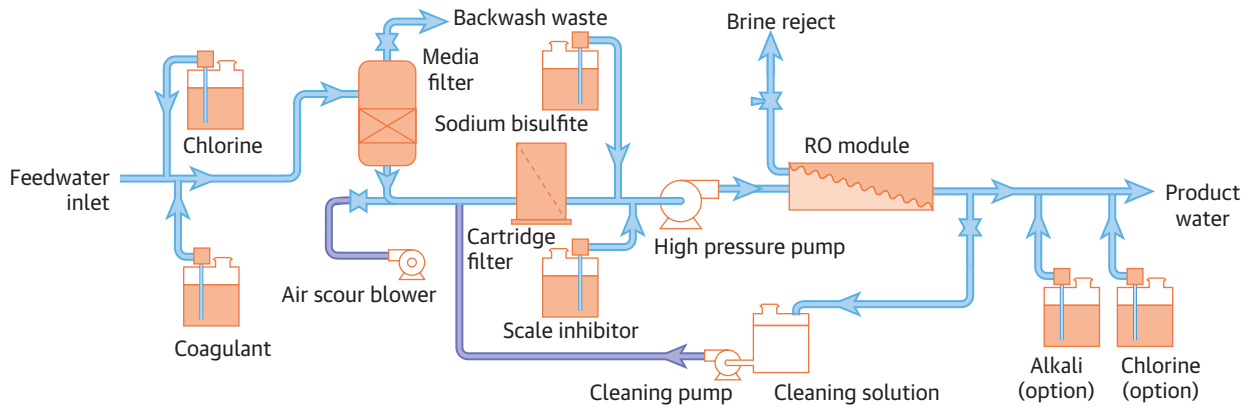 Backwash waste
Brine reject
Media
filter
Chlorine
Sodium bisulfite
RO module
Feedwater
inlet
Product
water
Cartridge
filter
High pressure pump
Air scour blower
Coagulant
Scale inhibitor
Cleaning pump
Cleaning solution
Alkali
(option)
Chlorine
(option)